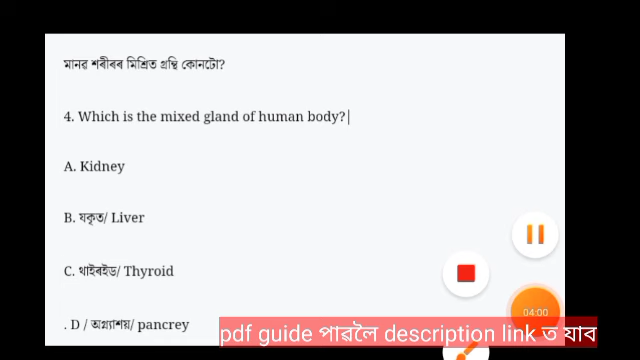 মানৱ শৰীৰৰ মিশ্ৰিত গ্ৰন্থি কোনটো?
4. Which is the mixed gland of human body?
A. Kidney
B. যকৃত/ Liver
C. থাইৰইড/ Thyroid
. D / অগ্ন্যাশয়/ pancrey
04:00
pdf guide পাৱলৈ description link ত যাব